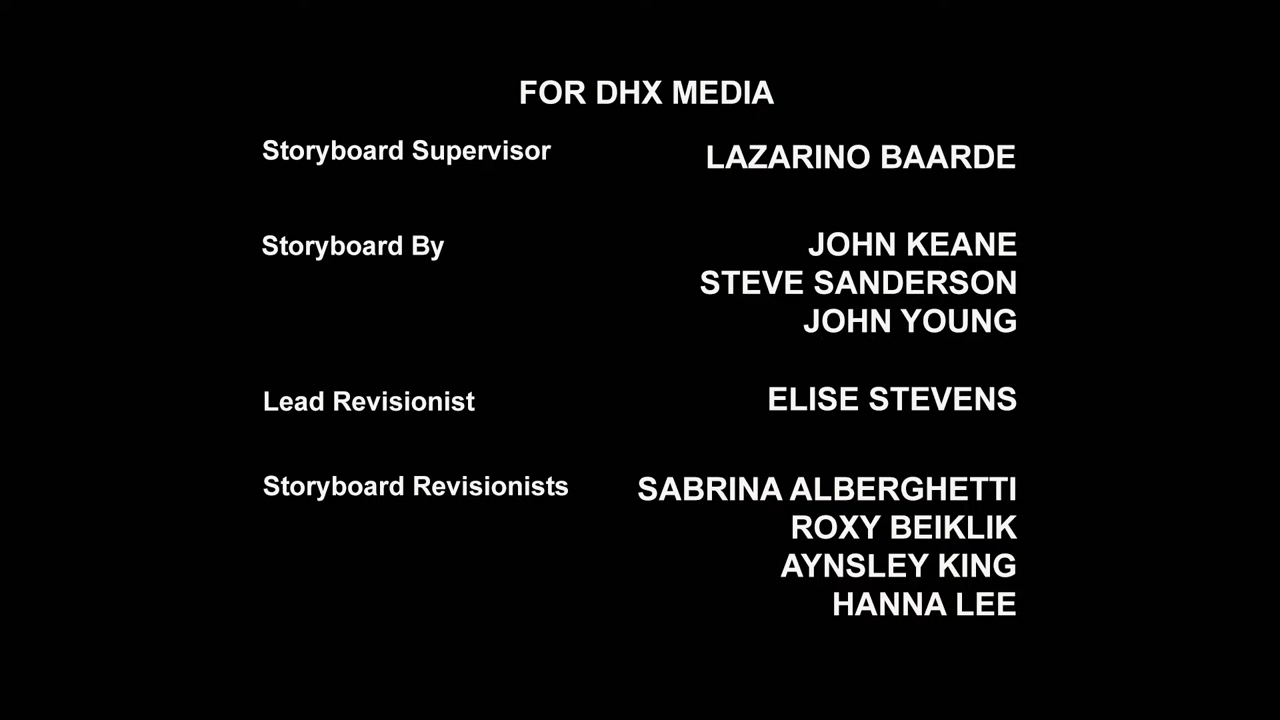 FOR DHX MEDIA
Storyboard Supervisor LAZARINO BAARDE
Storyboard By JOHN KEANE
STEVE SANDERSON
JOHN YOUNG
Lead Revisionist ELISE STEVENS
Storyboard Revisionists SABRINA ALBERGHETTI
ROXY BEIKLIK
AYNSLEY KING
HANNA LEE